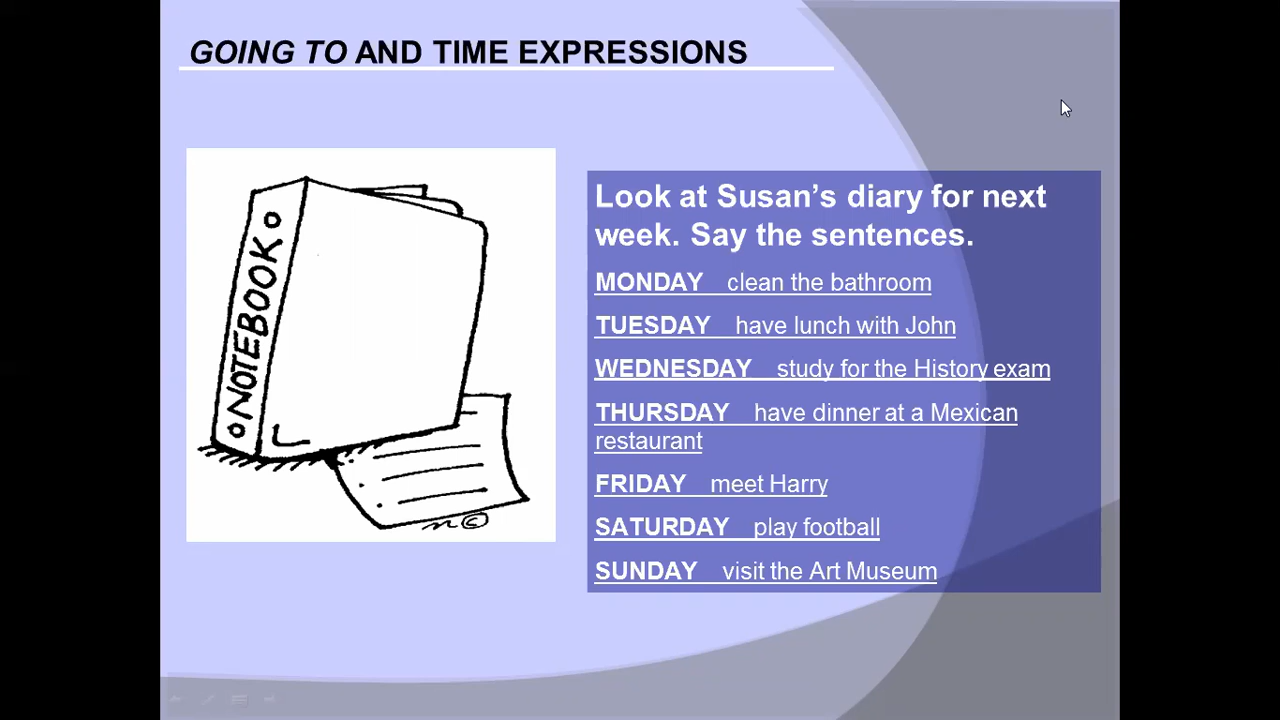 GOING TO AND TIME EXPRESSIONS
NOTEBOOK
Look at Susan’s diary for next
week. Say the sentences.
MONDAY clean the bathroom
TUESDAY have lunch with John
WEDNESDAY study for the History exam
THURSDAY have dinner at a Mexican
restaurant
FRIDAY meet Harry
SATURDAY play football
SUNDAY visit the Art Museum